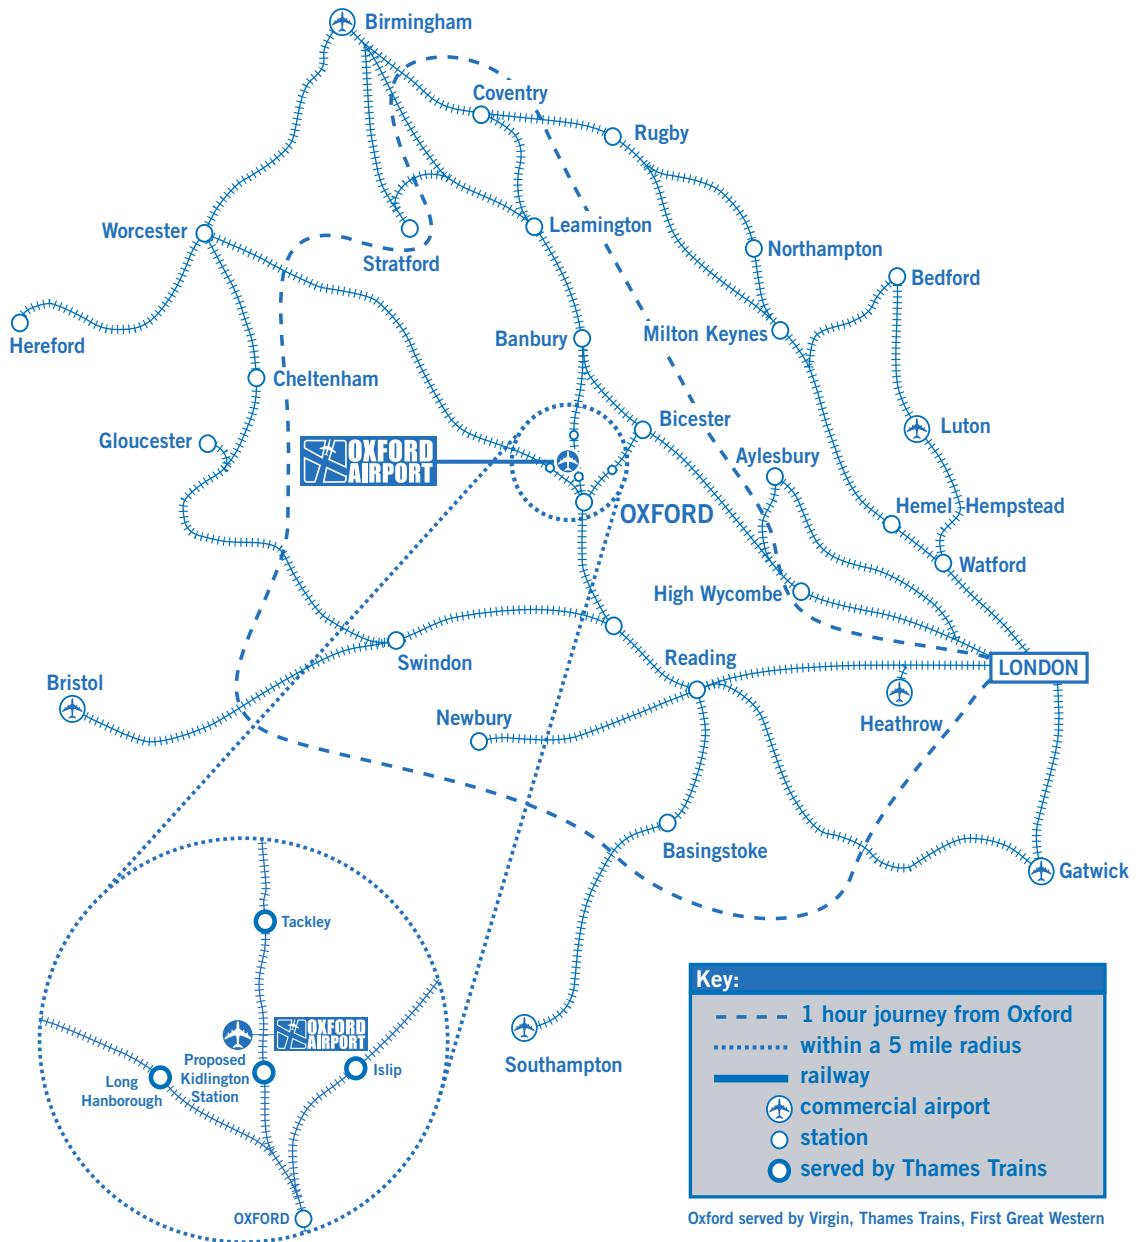 Birmingham
Coventry
Rugby
Worcester
Leamington
Stratford
Northampton
Bedford
Hereford
Banbury
Milton Keynes
Cheltenham
Gloucester
Bicester
Luton
OXFORD
AIRPORT
Aylesbury
OXFORD
Hemel Hempstead
Watford
High Wycombe
Swindon
Reading
LONDON
Bristol
Newbury
Heathrow
Basingstoke
Gatwick
Tackley
OXFORD
AIRPORT
Proposed
Kidlington
Station
Islip
Long
Hanborough
OXFORD
Southampton
Key:
1 hour journey from Oxford
within a 5 mile radius
railway
commercial airport
station
served by Thames Trains
Oxford served by Virgin, Thames Trains, First Great Western